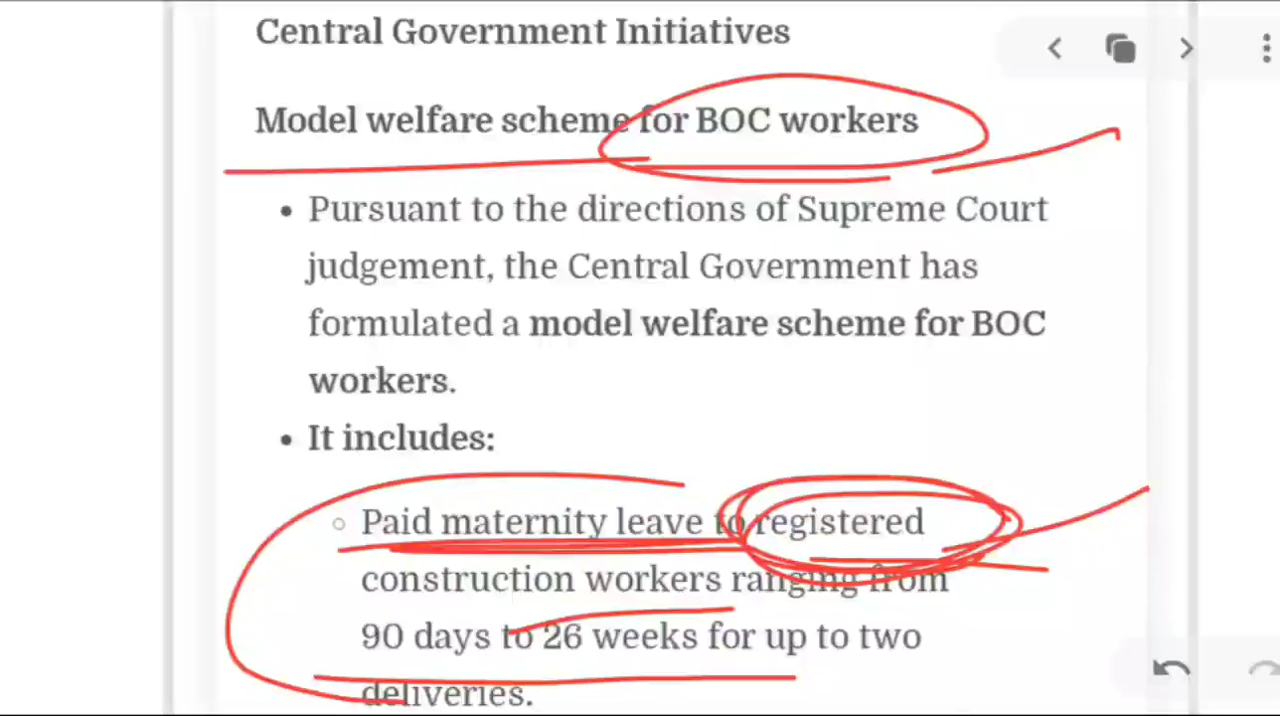 Central Government Initiatives
Model welfare scheme for BOC workers
• Pursuant to the directions of Supreme Court
judgement, the Central Government has
formulated a model welfare scheme for BOC
workers.
• It includes:
○ Paid maternity leave to registered
construction workers ranging from
90 days to 26 weeks for up to two
deliveries.